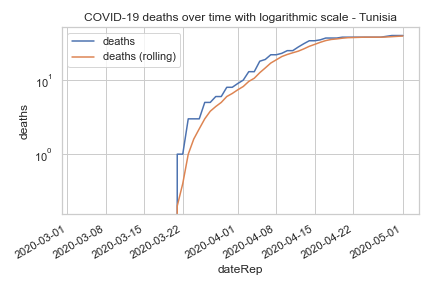 COVID-19 deaths over time with logarithmic scale - Tunisia
deaths
deaths (rolling)
10¹
10⁰
deaths
2020-03-01
2020-03-08
2020-03-15
2020-03-22
2020-04-01
2020-04-08
2020-04-15
2020-04-22
2020-05-01
dateRep